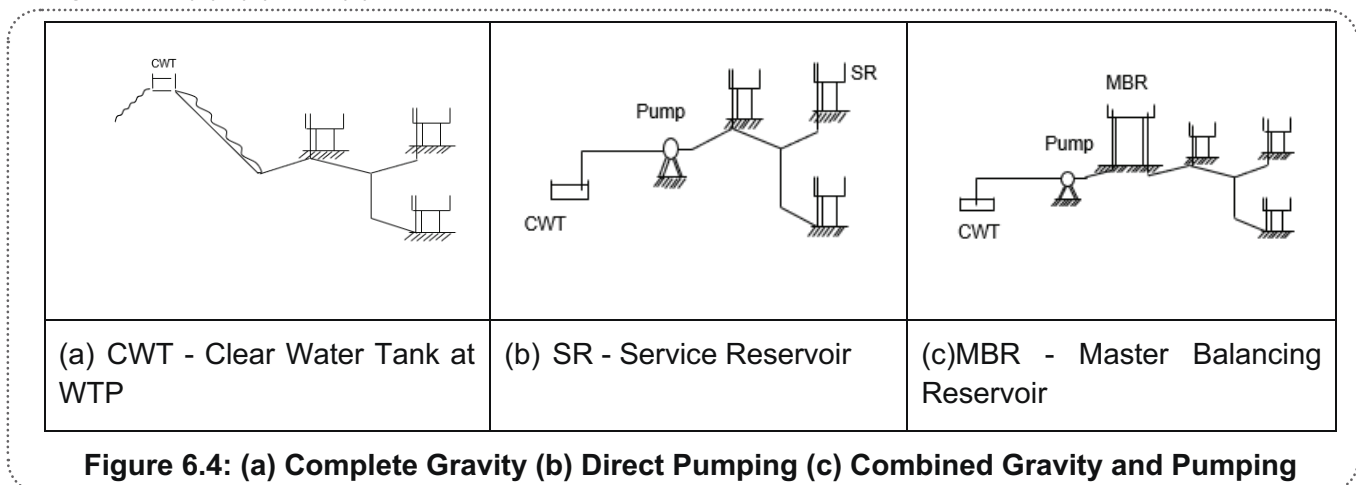 CWT
Pump
SR
CWT
MBR
Pump
CWT
(a) CWT - Clear Water Tank at
WTP
(b) SR - Service Reservoir
(c)MBR - Master Balancing
Reservoir
Figure 6.4: (a) Complete Gravity (b) Direct Pumping (c) Combined Gravity and Pumping